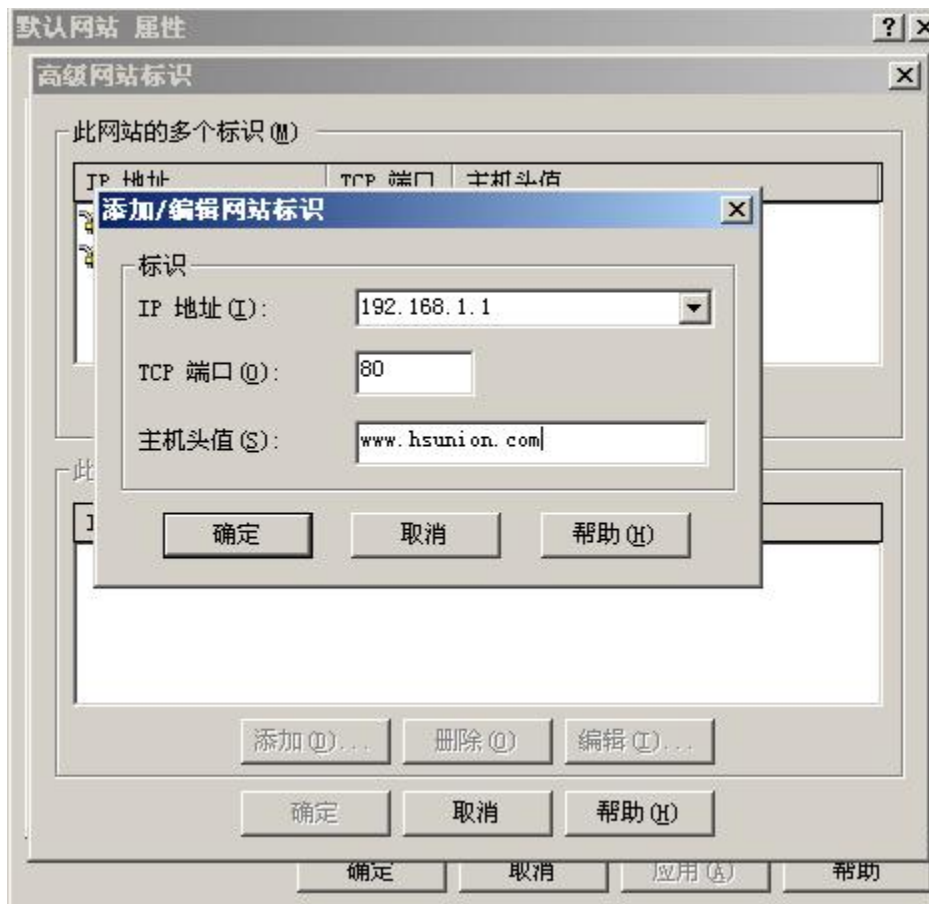 默认网站 属性
高级网站标识
此网站的多个标识(M)
IP 地址 TCP 端口 主机头值
添加/编辑网站标识
标识
IP 地址(I): 192.168.1.1
TCP 端口(O): 80
主机头值(S): www.hsunion.com
此
确定 取消 帮助(H)
添加(D)... 删除(O) 编辑(T)...
确定 取消 帮助(H)
确定 取消 应用(A) 帮助